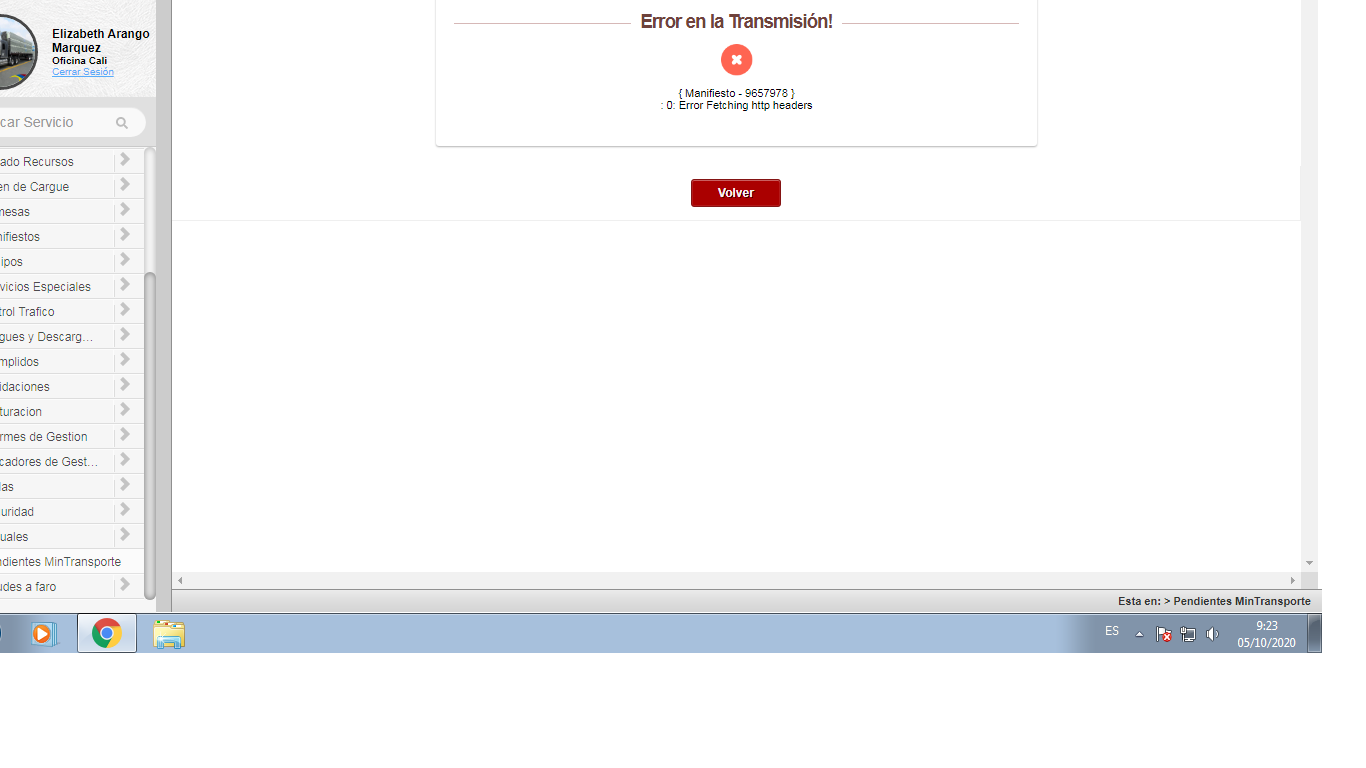 Elizabeth Arango
Marquez
Oficina Cali
Cerrar Sesión
car Servicio
ado Recursos
en de Cargue
mesas
nifiestos
ipos
vicios Especiales
trol Trafico
gues y Descarg...
mplidos
idaciones
turacion
rmes de Gestion
cadores de Gest...
las
uridad
uales
ndientes MinTransporte
udes a faro
Error en la Transmisión!
{ Manifiesto - 9657978 }
: 0: Error Fetching http headers
Volver
Esta en: > Pendientes MinTransporte
ES
9:23
05/10/2020